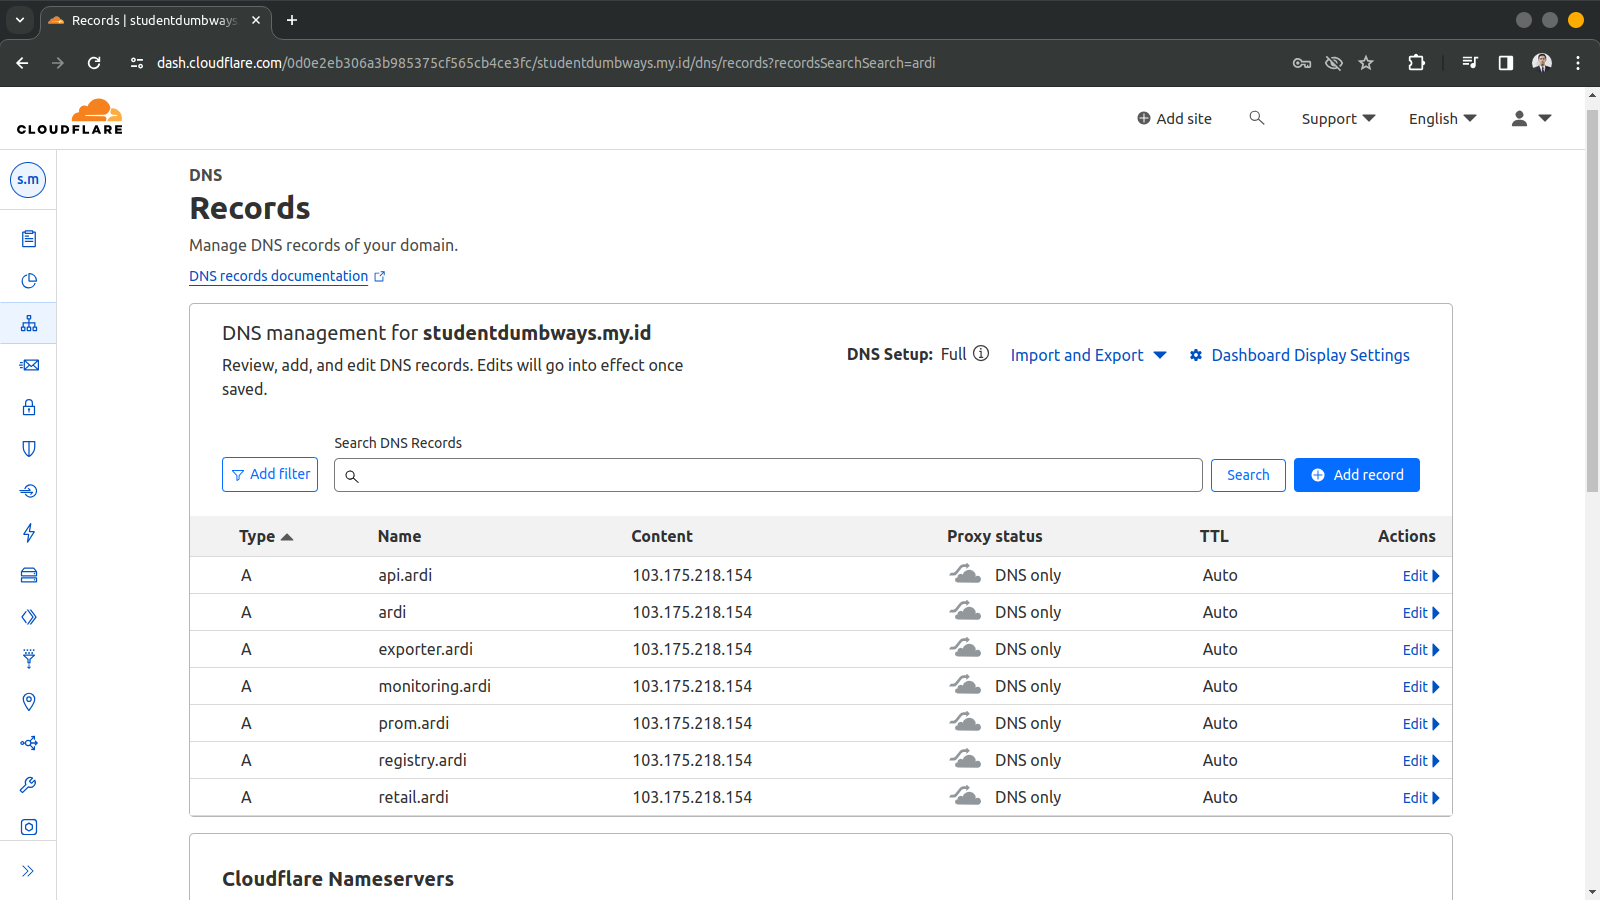 Records | studentdumbways
dash.cloudflare.com/0d0e2eb306a3b985375cf565cb4ce3fc/studentdumbways.my.id/dns/records?recordsSearchSearch=ardi
CLOUDFLARE
Add site
Support
English
s.m
DNS
Records
Manage DNS records of your domain.
DNS records documentation
DNS management for studentdumbways.my.id
Review, add, and edit DNS records. Edits will go into effect once
saved.
DNS Setup: Full
Import and Export
Dashboard Display Settings
Search DNS Records
Add filter
Search
Add record
Type Name Content Proxy status TTL Actions
A api.ardi 103.175.218.154 DNS only Auto Edit
A ardi 103.175.218.154 DNS only Auto Edit
A exporter.ardi 103.175.218.154 DNS only Auto Edit
A monitoring.ardi 103.175.218.154 DNS only Auto Edit
A prom.ardi 103.175.218.154 DNS only Auto Edit
A registry.ardi 103.175.218.154 DNS only Auto Edit
A retail.ardi 103.175.218.154 DNS only Auto Edit
Cloudflare Nameservers